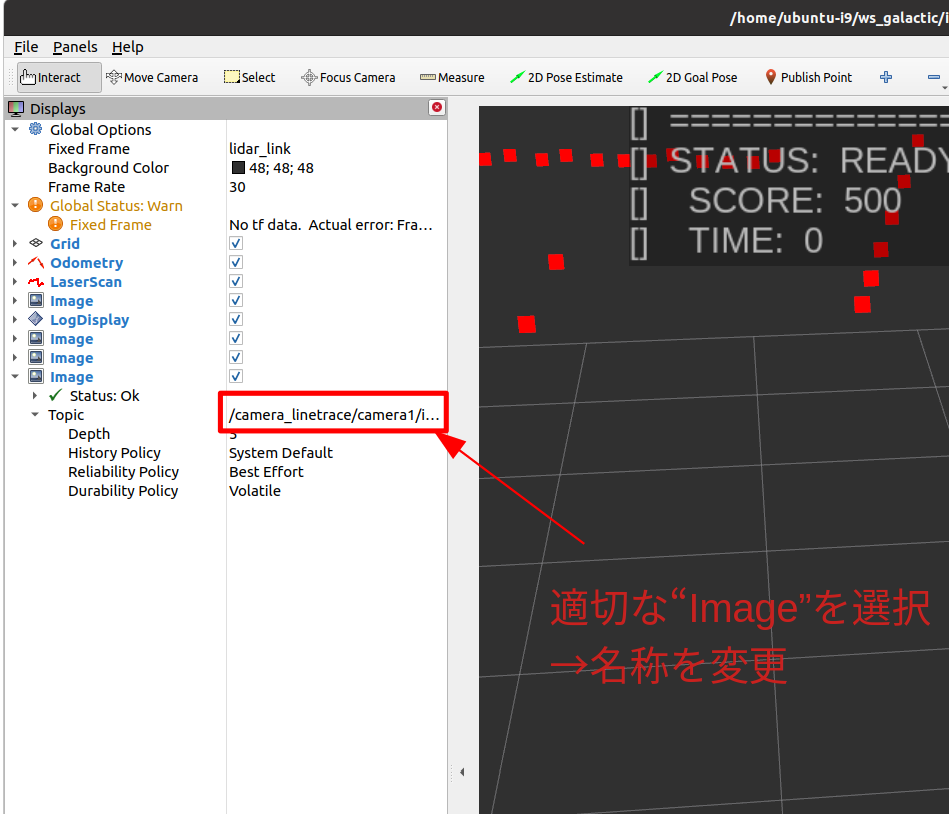 /home/ubuntu-i9/ws_galactic/i
File Panels Help
Interact Move Camera Select Focus Camera Measure 2D Pose Estimate 2D Goal Pose Publish Point
Displays
Global Options
Fixed Frame lidar_link
Background Color 48; 48; 48
Frame Rate 30
Global Status: Warn
Fixed Frame No tf data. Actual error: Fra…
Grid
Odometry
LaserScan
Image
LogDisplay
Image
Image
Image
Status: Ok
Topic /camera_linetrace/camera1/i…
Depth 5
History Policy System Default
Reliability Policy Best Effort
Durability Policy Volatile
[] ==============
[] STATUS: READY
[] SCORE: 500
[] TIME: 0
適切な“Image”を選択
→名称を変更